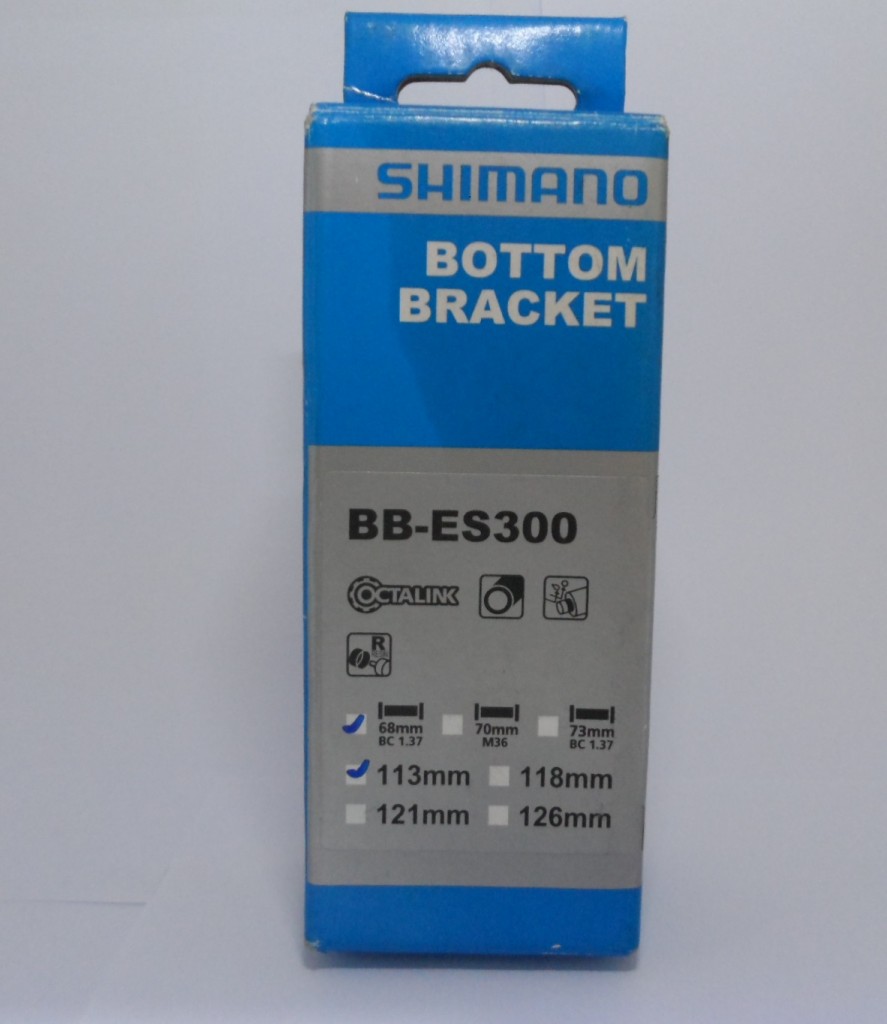 SHIMANO
BOTTOM
BRACKET
BB-ES300
OCTALINK
R
68mm 70mm 73mm
BC 1.37 M36 BC 1.37
113mm 118mm
121mm 126mm